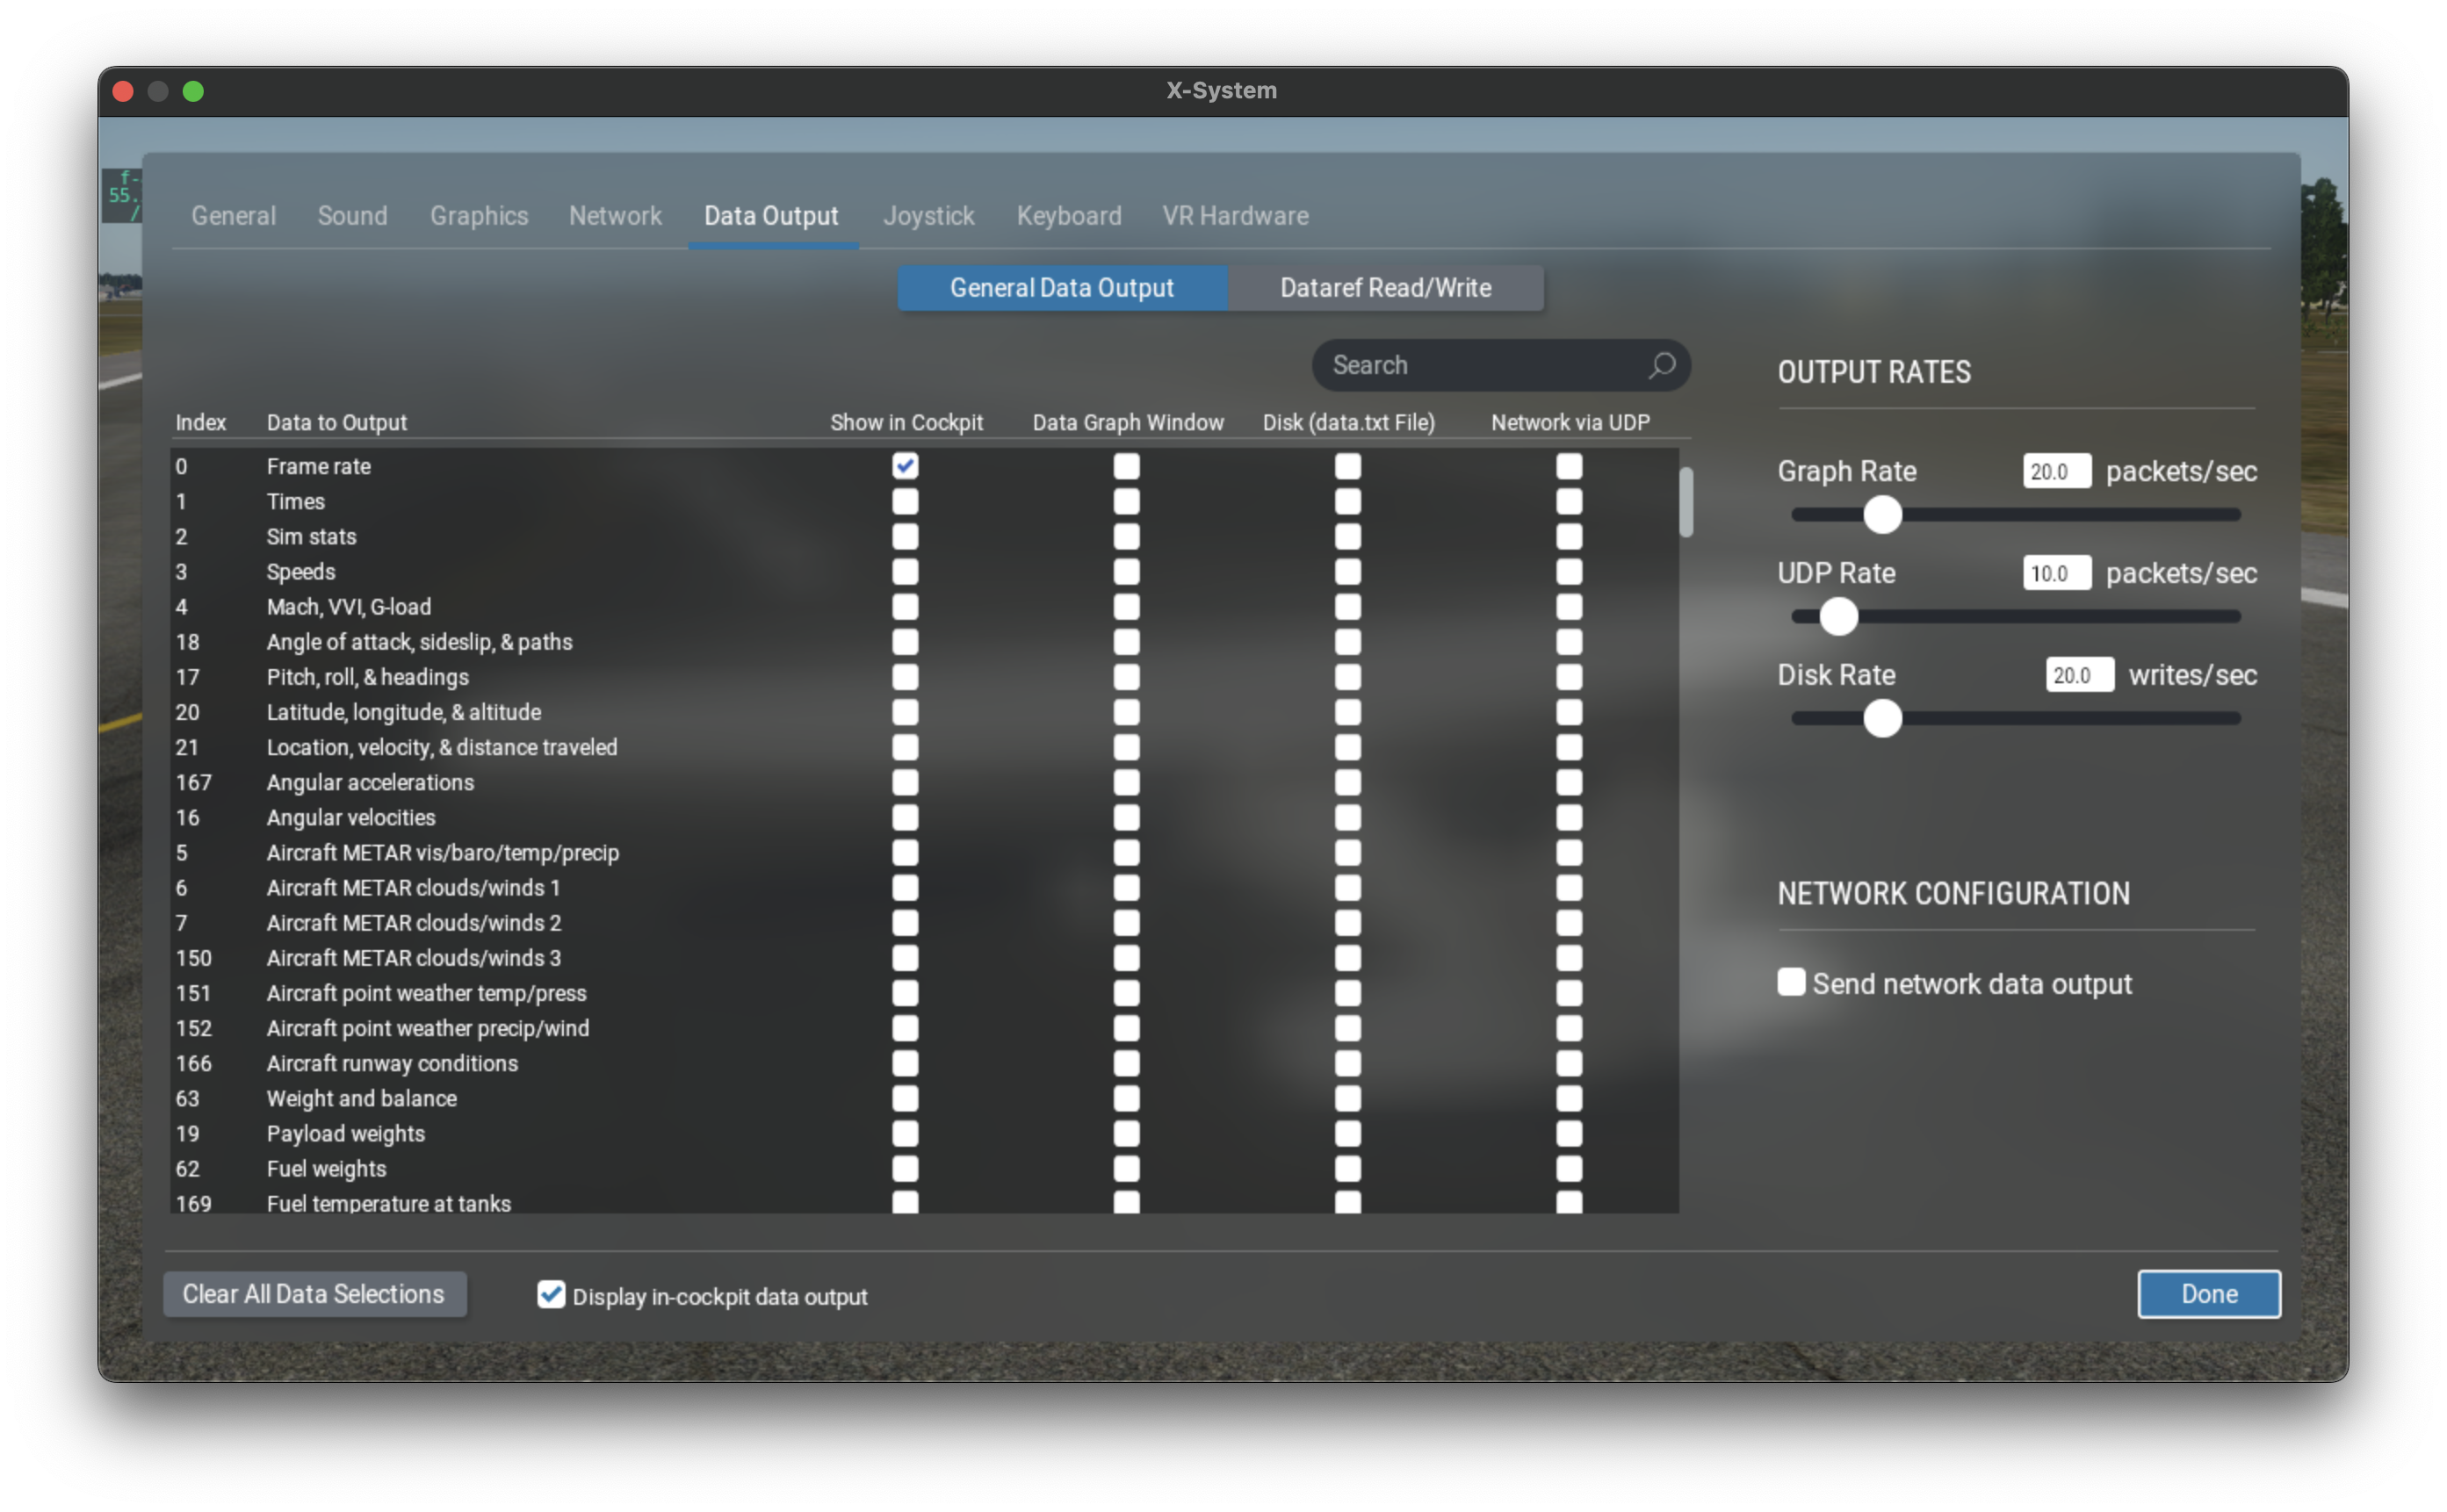 X-System
f-
55.
/
General Sound Graphics Network Data Output Joystick Keyboard VR Hardware
General Data Output Dataref Read/Write
Search
Index Data to Output Show in Cockpit Data Graph Window Disk (data.txt File) Network via UDP
0 Frame rate
1 Times
2 Sim stats
3 Speeds
4 Mach, VVI, G-load
18 Angle of attack, sideslip, & paths
17 Pitch, roll, & headings
20 Latitude, longitude, & altitude
21 Location, velocity, & distance traveled
167 Angular accelerations
16 Angular velocities
5 Aircraft METAR vis/baro/temp/precip
6 Aircraft METAR clouds/winds 1
7 Aircraft METAR clouds/winds 2
150 Aircraft METAR clouds/winds 3
151 Aircraft point weather temp/press
152 Aircraft point weather precip/wind
166 Aircraft runway conditions
63 Weight and balance
19 Payload weights
62 Fuel weights
169 Fuel temperature at tanks
OUTPUT RATES
Graph Rate 20.0 packets/sec
UDP Rate 10.0 packets/sec
Disk Rate 20.0 writes/sec
NETWORK CONFIGURATION
Send network data output
Clear All Data Selections Display in-cockpit data output Done